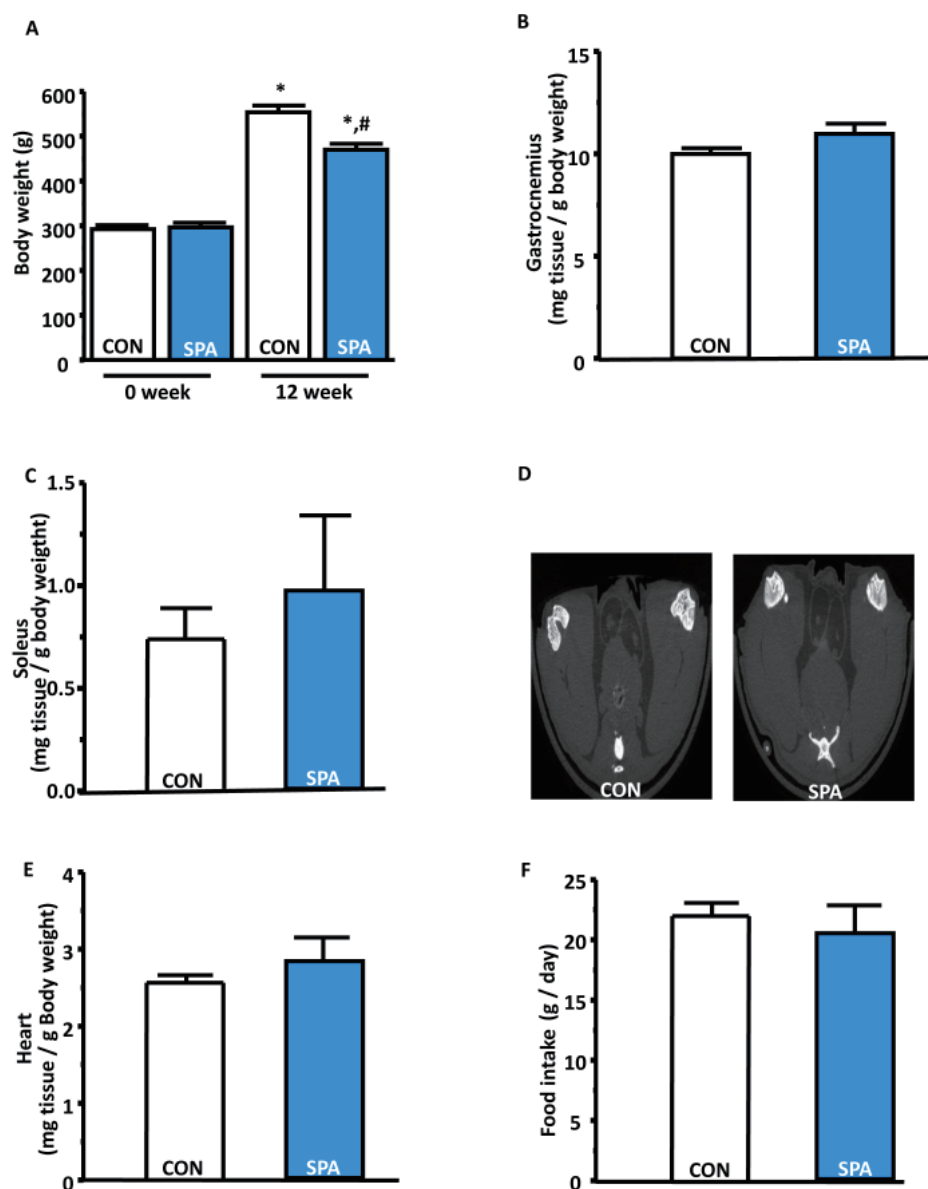 A
Body weight (g)
600
500
400
300
200
100
0
*
*,#
CON
SPA
CON
SPA
0 week
12 week
B
Gastrocnemius
(mg tissue / g body weight)
15
10
5
0
CON
SPA
C
Soleus
(mg tissue / g body weigtht)
1.5
1.0
0.5
0.0
CON
SPA
D
CON
SPA
E
Heart
(mg tissue / g Body weight)
4
3
2
1
0
CON
SPA
F
Food intake (g / day)
25
20
15
10
5
0
CON
SPA